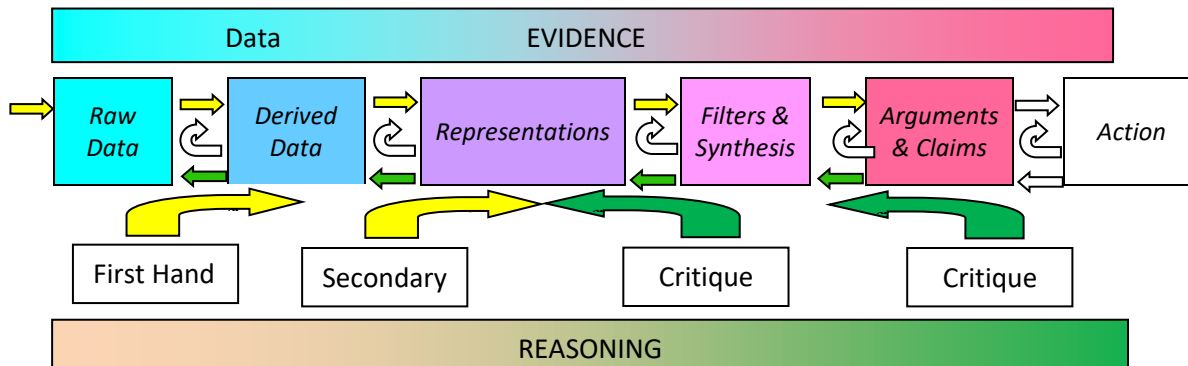 Data EVIDENCE
Raw
Data
Derived
Data
Representations
Filters &
Synthesis
Arguments
& Claims
Action
First Hand
Secondary
Critique
Critique
REASONING